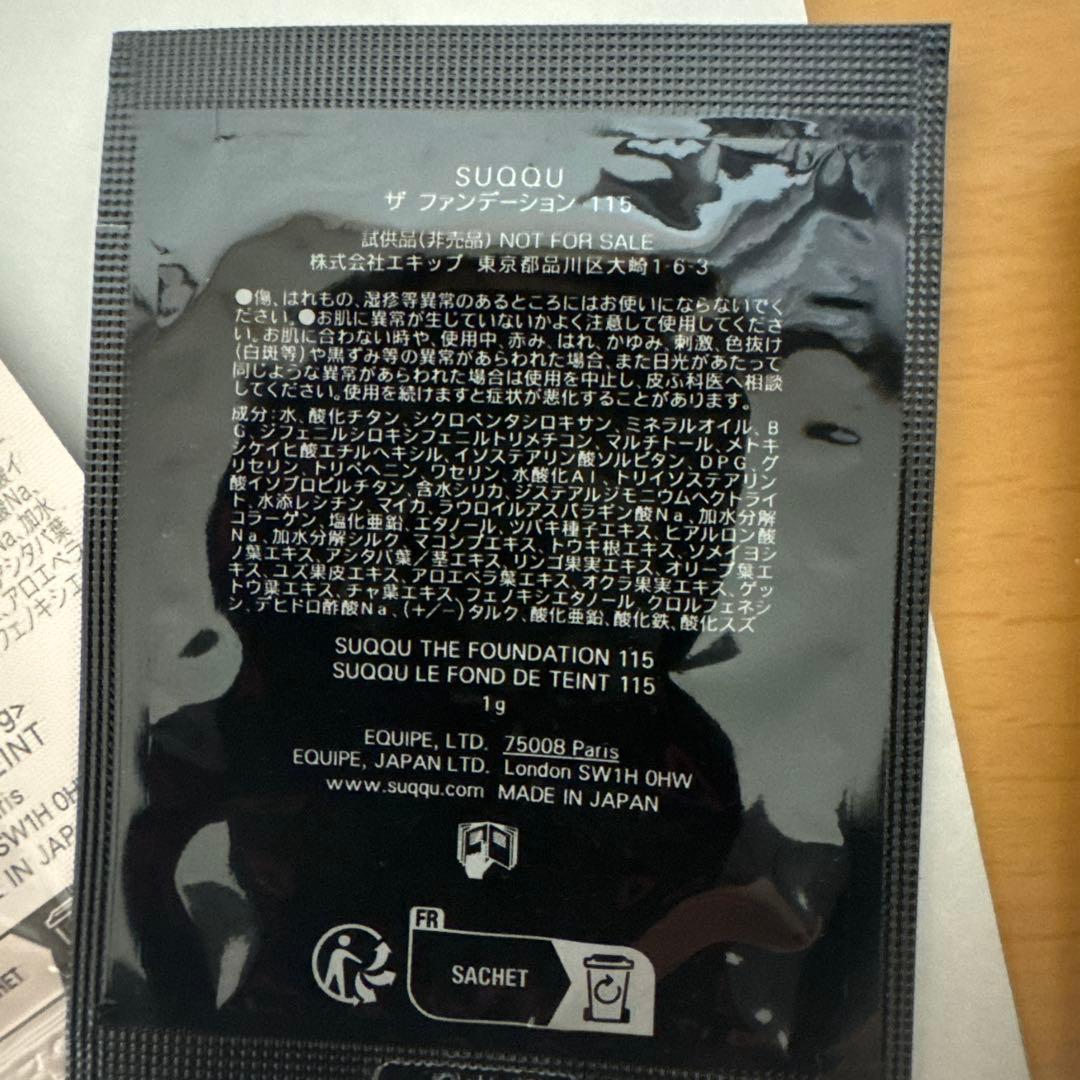 SUQQU
ザ ファンデーション 115
試供品(非売品) NOT FOR SALE
株式会社エキップ 東京都品川区大崎1-6-3
●傷、はれもの、湿疹等異常のあるところにはお使いにならないでく
ださい。●お肌に異常が生じていないかよく注意して使用してくださ
い。お肌に合わない時や、使用中、赤み、はれ、かゆみ、刺激、色抜け
(白斑等)や黒ずみ等の異常があらわれた場合、また日光があたって
同じような異常があらわれた場合は使用を中止し、皮ふ科医へ相談
してください。使用を続けますと症状が悪化することがあります。
成分:水、酸化チタン、シクロペンタシロキサン、ミネラルオイル、B
G、ジフェニルシロキシフェニルトリメチコン、マルチトール、メトキ
シケイヒ酸エチルヘキシル、イソステアリン酸ソルビタン、DPG、グ
リセリン、トリベヘニン、ワセリン、水酸化Al、トリイソステアリン
酸イソプロピルチタン、含水シリカ、ジステアルジモニウムヘクトライ
ト、水添レシチン、マイカ、ラウロイルアスパラギン酸Na、加水分解
コラーゲン、塩化亜鉛、エタノール、ツバキ種子エキス、ヒアルロン酸
Na、加水分解シルク、マコンブエキス、トウキ根エキス、ソメイヨシ
ノ葉エキス、アシタバ葉/茎エキス、リンゴ果実エキス、オリーブ葉エ
キス、ユズ果皮エキス、アロエベラ葉エキス、オクラ果実エキス、ゲッ
トウ葉エキス、チャ葉エキス、フェノキシエタノール、クロルフェネシ
ン、デヒドロ酢酸Na、(+/−)タルク、酸化亜鉛、酸化鉄、酸化スズ
SUQQU THE FOUNDATION 115
SUQQU LE FOND DE TEINT 115
1g
EQUIPE, LTD. 75008 Paris
EQUIPE, JAPAN LTD. London SW1H 0HW
www.suqqu.com MADE IN JAPAN
FR
SACHET